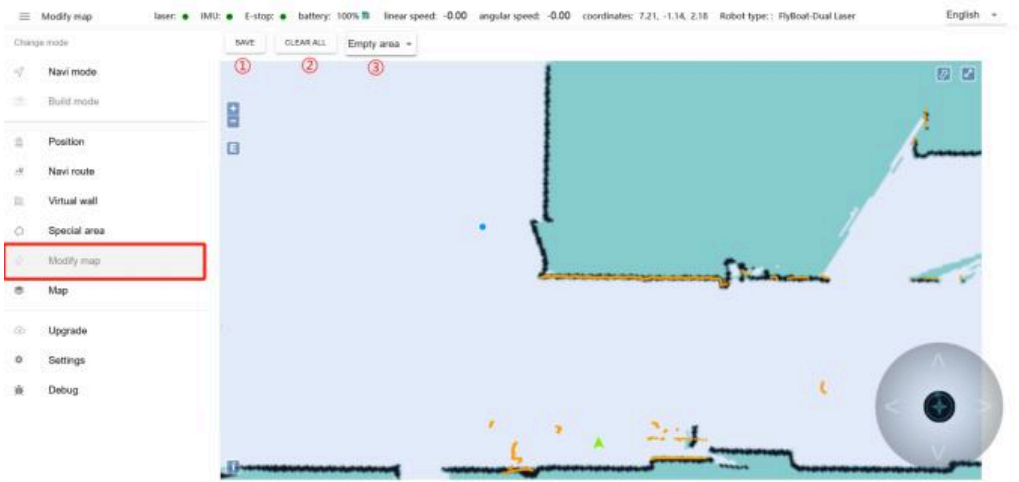 Modify map laser: IMU: E-stop: battery: 100% linear speed: -0.00 angular speed: -0.00 coordinates: 7.21, -1.14, 2.18 Robot type: : FlyBoat-Dual Laser English
Change mode SAVE CLEAR ALL Empty area
① ② ③
Navi mode
Build mode
Position
Navi route
Virtual wall
Special area
Modify map
Map
Upgrade
Settings
Debug
+
-
E
i